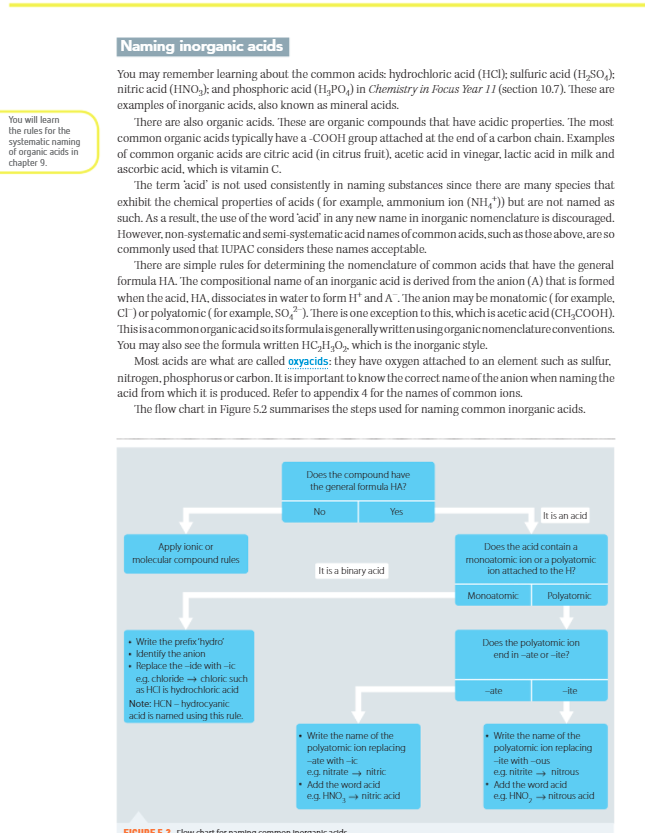 Naming inorganic acids
You may remember learning about the common acids: hydrochloric acid (HCl); sulfuric acid (H₂SO₄);
nitric acid (HNO₃); and phosphoric acid (H₃PO₄) in Chemistry in Focus Year 11 (section 10.7). These are
examples of inorganic acids, also known as mineral acids.
You will learn
the rules for the
systematic naming
of organic acids in
chapter 9.
There are also organic acids. These are organic compounds that have acidic properties. The most
common organic acids typically have a -COOH group attached at the end of a carbon chain. Examples
of common organic acids are citric acid (in citrus fruit), acetic acid in vinegar, lactic acid in milk and
ascorbic acid, which is vitamin C.
The term 'acid' is not used consistently in naming substances since there are many species that
exhibit the chemical properties of acids (for example, ammonium ion (NH₄⁺)) but are not named as
such. As a result, the use of the word 'acid' in any new name in inorganic nomenclature is discouraged.
However, non-systematic and semi-systematic acid names of common acids, such as those above, are so
commonly used that IUPAC considers these names acceptable.
There are simple rules for determining the nomenclature of common acids that have the general
formula HA. The compositional name of an inorganic acid is derived from the anion (A) that is formed
when the acid, HA, dissociates in water to form H⁺ and A⁻. The anion may be monatomic (for example,
Cl⁻) or polyatomic (for example, SO₄²⁻). There is one exception to this, which is acetic acid (CH₃COOH).
This is a common organic acid so its formula is generally written using organic nomenclature conventions.
You may also see the formula written HC₂H₃O₂, which is the inorganic style.
Most acids are what are called oxyacids: they have oxygen attached to an element such as sulfur,
nitrogen, phosphorus or carbon. It is important to know the correct name of the anion when naming the
acid from which it is produced. Refer to appendix 4 for the names of common ions.
The flow chart in Figure 5.2 summarises the steps used for naming common inorganic acids.
Does the compound have
the general formula HA?
No
Yes
It is an acid
Apply ionic or
molecular compound rules
It is a binary acid
Does the acid contain a
monoatomic ion or a polyatomic
ion attached to the H?
Monoatomic
Polyatomic
• Write the prefix 'hydro'
• Identify the anion
• Replace the –ide with –ic
e.g. chloride → chloric such
as HCl is hydrochloric acid
Note: HCN – hydrocyanic
acid is named using this rule.
Does the polyatomic ion
end in –ate or –ite?
–ate
–ite
• Write the name of the
polyatomic ion replacing
–ate with –ic
e.g. nitrate → nitric
• Add the word acid
e.g. HNO₃ → nitric acid
• Write the name of the
polyatomic ion replacing
–ite with –ous
e.g. nitrite → nitrous
• Add the word acid
e.g. HNO₂ → nitrous acid
FIGURE 5.2 Flow chart for naming common inorganic acids